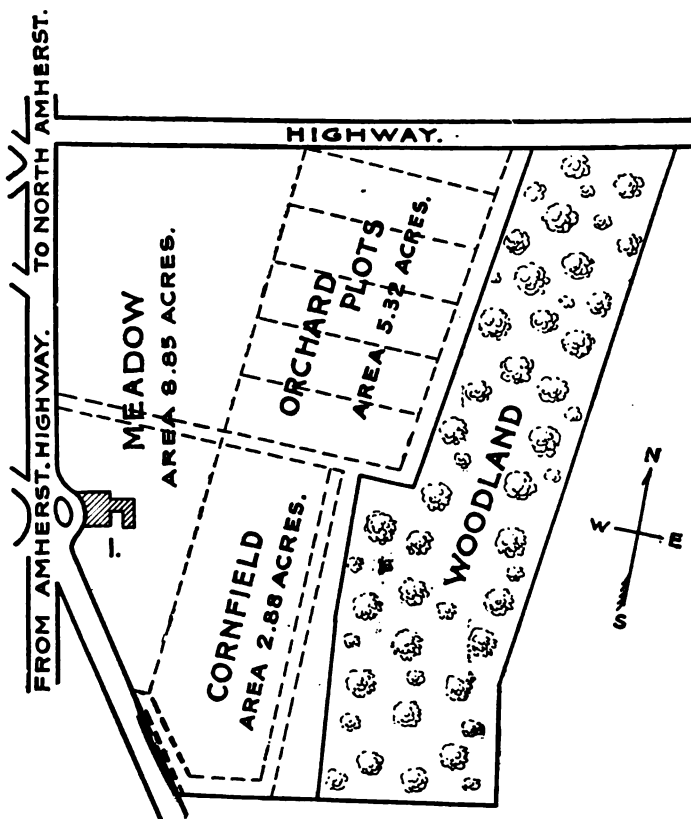 FROM AMHERST. HIGHWAY. TO NORTH AMHERST.
HIGHWAY.
MEADOW
AREA 8.85 ACRES.
ORCHARD PLOTS
AREA 5.32 ACRES.
CORNFIELD
AREA 2.88 ACRES.
WOODLAND
I.
N
W
E
S